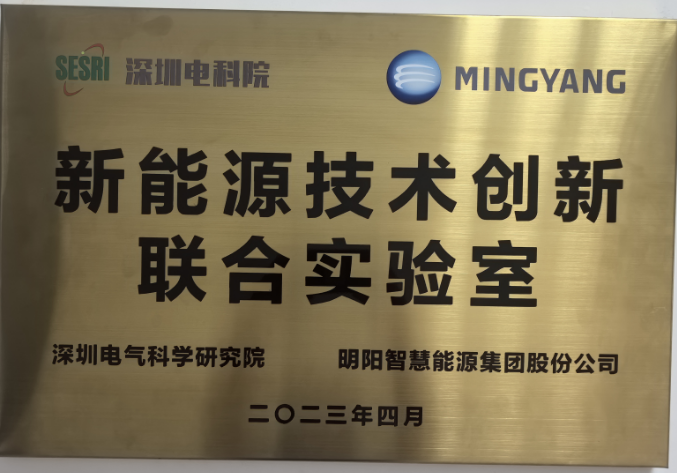 SESRI 深圳电科院 MINGYANG
新能源技术创新
联合实验室
深圳电气科学研究院 明阳智慧能源集团股份公司
二〇二三年四月